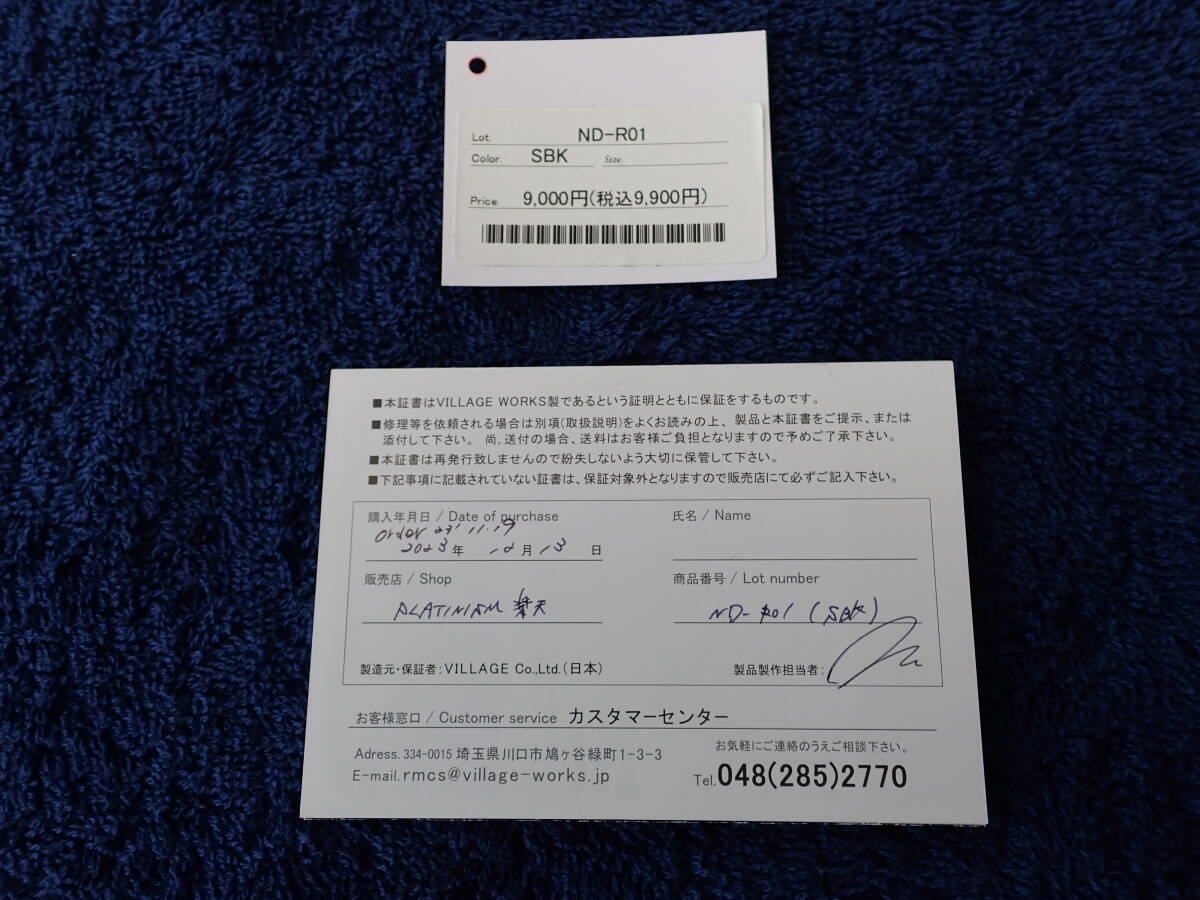 Lot. ND-R01
Color. SBK Size.
Price. 9,000円(税込9,900円)
■本証書はVILLAGE WORKS製であるという証明とともに保証をするものです。
■修理等を依頼される場合は別項(取扱説明)をよくお読みの上、製品と本証書をご提示、または
添付して下さい。 尚、送付の場合、送料はお客様ご負担となりますので予めご了承下さい。
■本証書は再発行致しませんので紛失しないよう大切に保管して下さい。
■下記事項に記載されていない証書は、保証対象外となりますので販売店にて必ずご記入下さい。
購入年月日 / Date of purchase
order 23' 11.19
2023年 12月13 日
氏名 / Name
販売店 / Shop
PLATINIAM 楽天
商品番号 / Lot number
ND-R01 (SBK)
製造元・保証者:VILLAGE Co.,Ltd.(日本)
製品製作担当者:
お客様窓口 / Customer service カスタマーセンター
Adress. 334-0015 埼玉県川口市鳩ヶ谷緑町1-3-3
E-mail. rmcs@village-works.jp
お気軽にご連絡のうえご相談下さい。
Tel. 048(285)2770